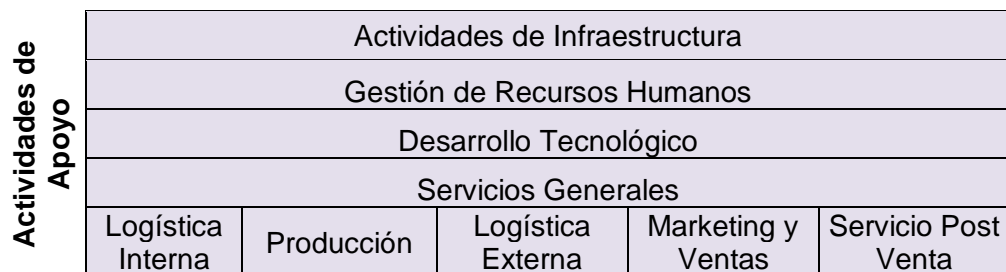 Actividades de
Apoyo
Actividades de Infraestructura
Gestión de Recursos Humanos
Desarrollo Tecnológico
Servicios Generales
Logística
Interna
Producción
Logística
Externa
Marketing y
Ventas
Servicio Post
Venta